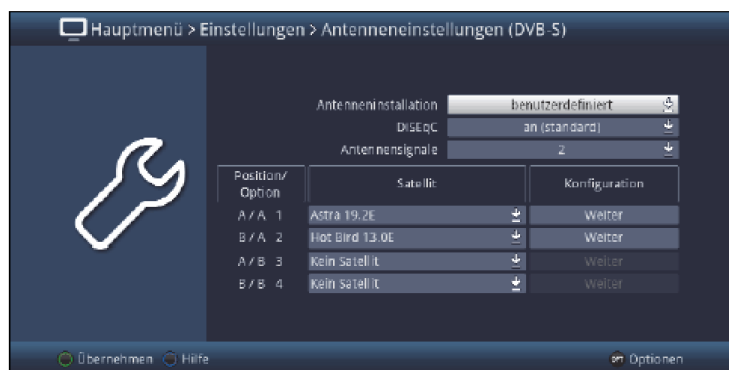 Hauptmenü > Einstellungen > Antenneneinstellungen (DVB-S)
Antenneninstallation benutzerdefiniert
DiSEqC an (standard)
Antennensignale 2
Position/
Option Satellit Konfiguration
A / A 1 Astra 19.2E Weiter
B / A 2 Hot Bird 13.0E Weiter
A / B 3 Kein Satellit Weiter
B / B 4 Kein Satellit Weiter
Übernehmen Hilfe OPT Optionen